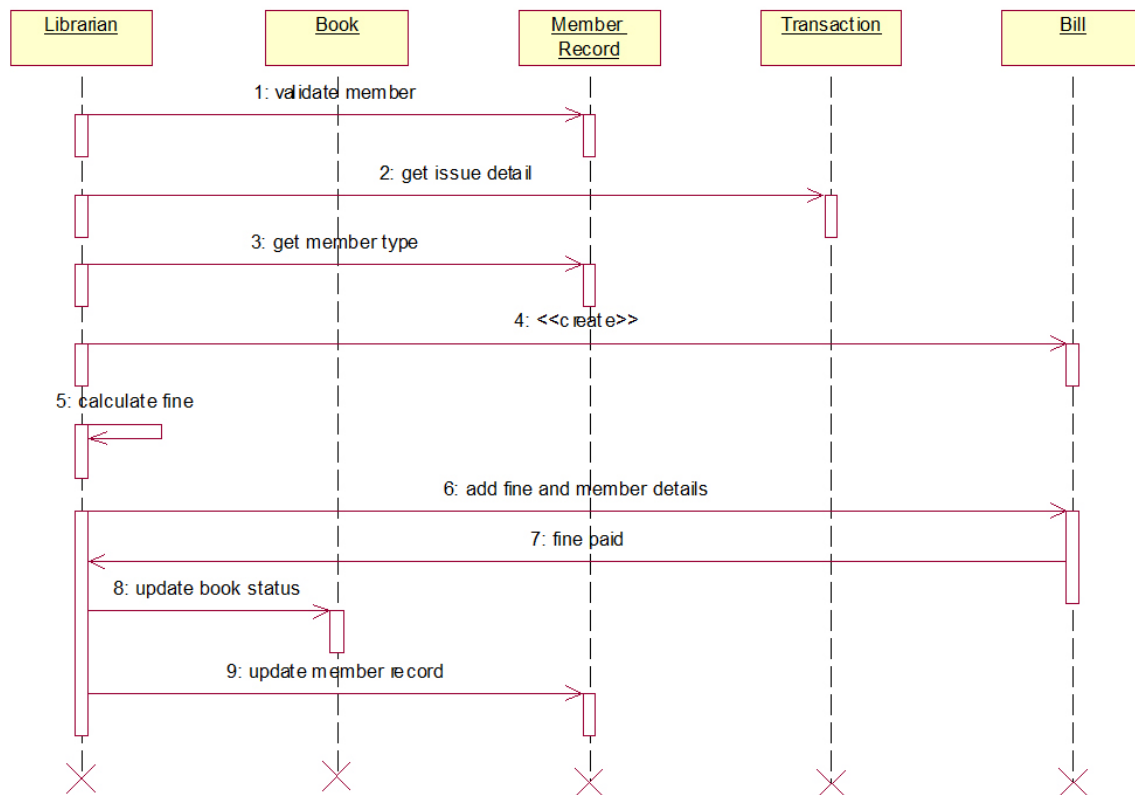 Librarian
Book
Member
Record
Transaction
Bill
1: validate member
2: get issue detail
3: get member type
4: <<create>>
5: calculate fine
6: add fine and member details
7: fine paid
8: update book status
9: update member record